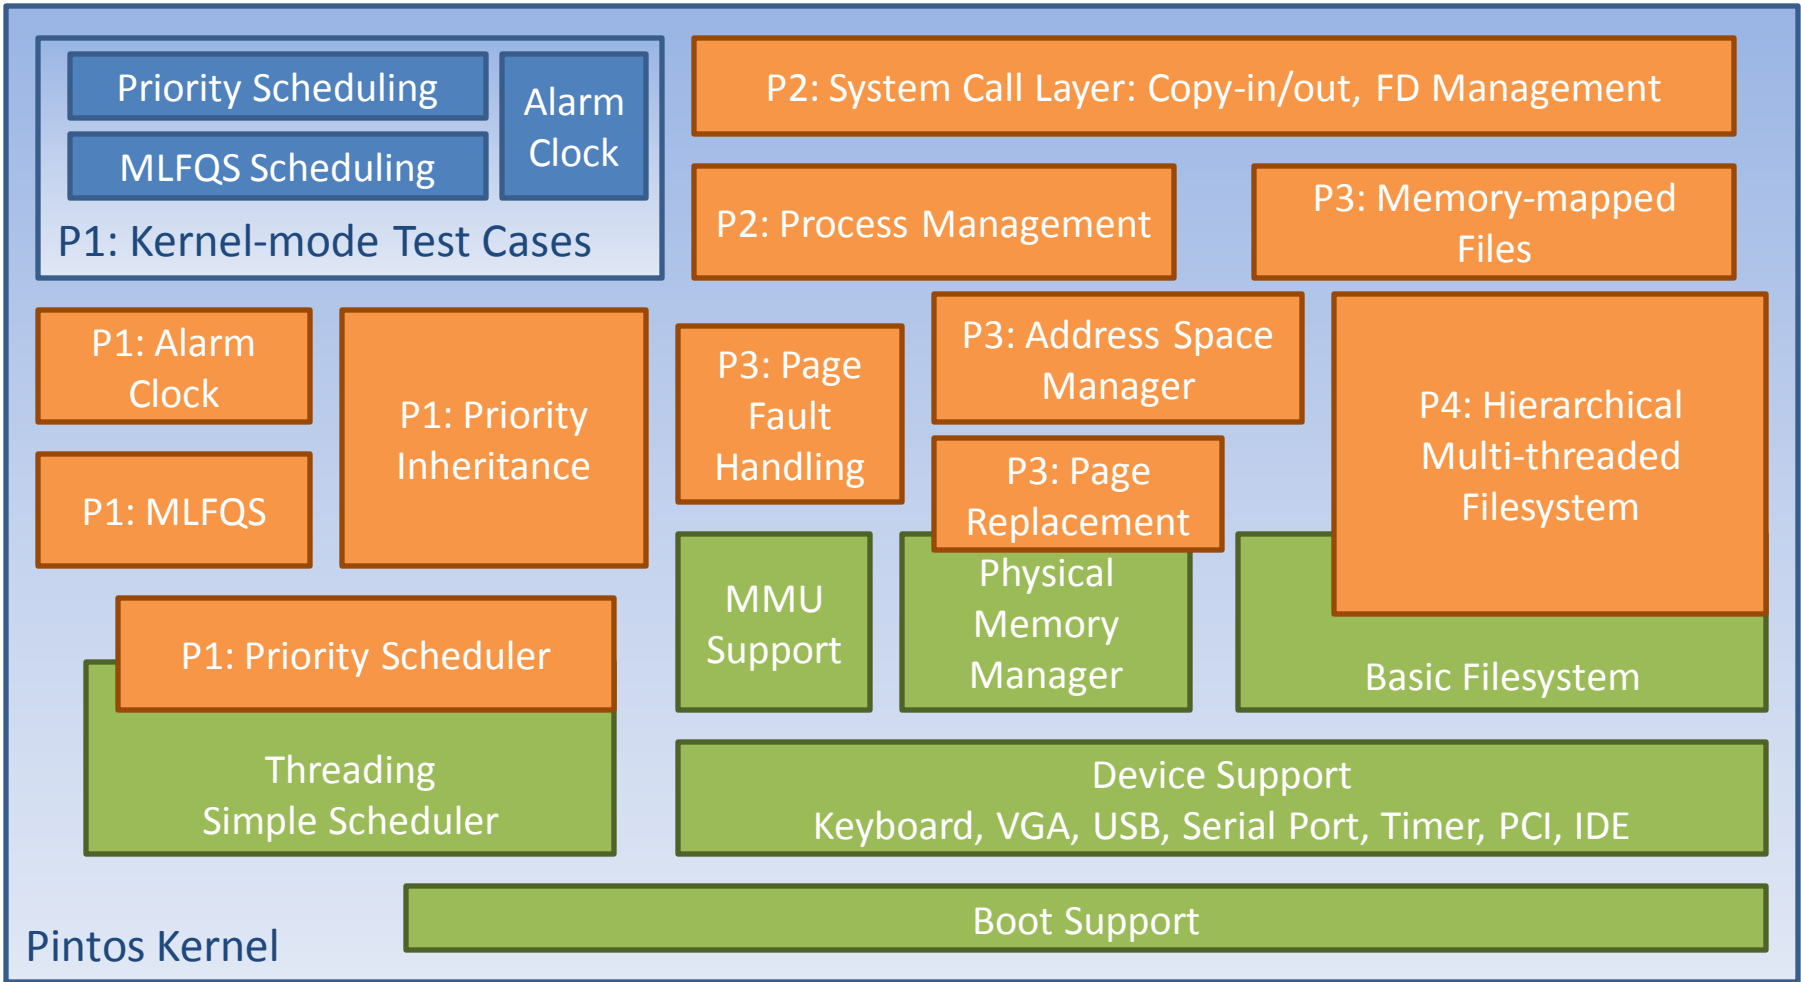 Priority Scheduling
MLFQS Scheduling
Alarm
Clock
P1: Kernel-mode Test Cases
P2: System Call Layer: Copy-in/out, FD Management
P2: Process Management
P3: Memory-mapped
Files
P1: Alarm
Clock
P1: MLFQS
P1: Priority
Inheritance
P3: Page
Fault
Handling
P3: Address Space
Manager
P3: Page
Replacement
P4: Hierarchical
Multi-threaded
Filesystem
P1: Priority Scheduler
Threading
Simple Scheduler
MMU
Support
Physical
Memory
Manager
Basic Filesystem
Device Support
Keyboard, VGA, USB, Serial Port, Timer, PCI, IDE
Boot Support
Pintos Kernel